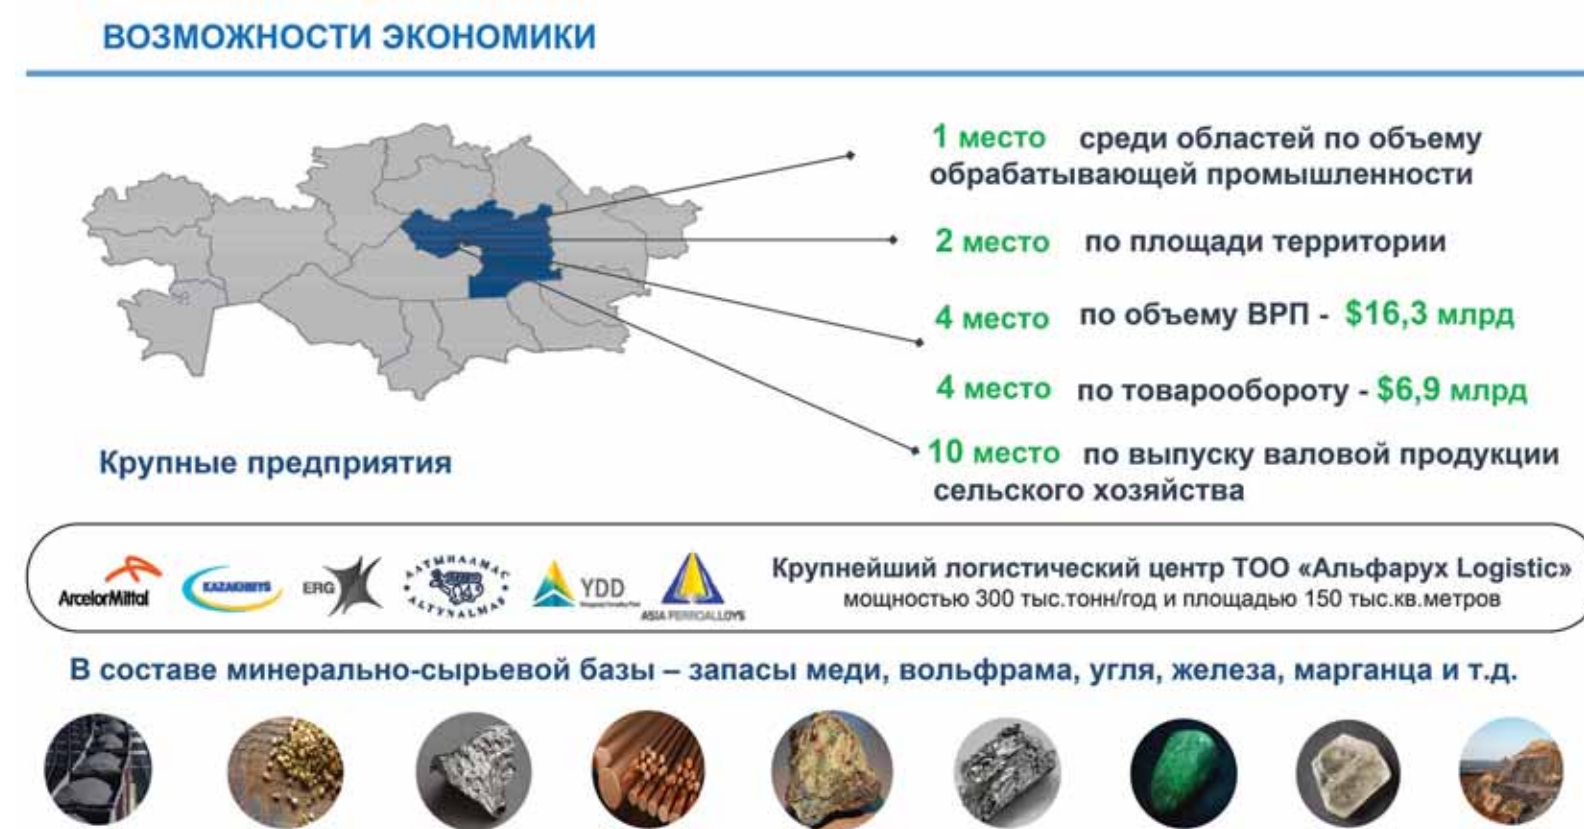 ВОЗМОЖНОСТИ ЭКОНОМИКИ
1 место среди областей по объему
обрабатывающей промышленности
2 место по площади территории
4 место по объему ВРП - $16,3 млрд
4 место по товарообороту - $6,9 млрд
10 место по выпуску валовой продукции
сельского хозяйства
Крупные предприятия
ArcelorMittal
KAZAKHMYS
ERG
АЛТЫНАЛМАС
ALTYNALMAS
YDD
ASIA FERROALLOYS
Крупнейший логистический центр ТОО «Альфарух Logistic»
мощностью 300 тыс.тонн/год и площадью 150 тыс.кв.метров
В составе минерально-сырьевой базы – запасы меди, вольфрама, угля, железа, марганца и т.д.